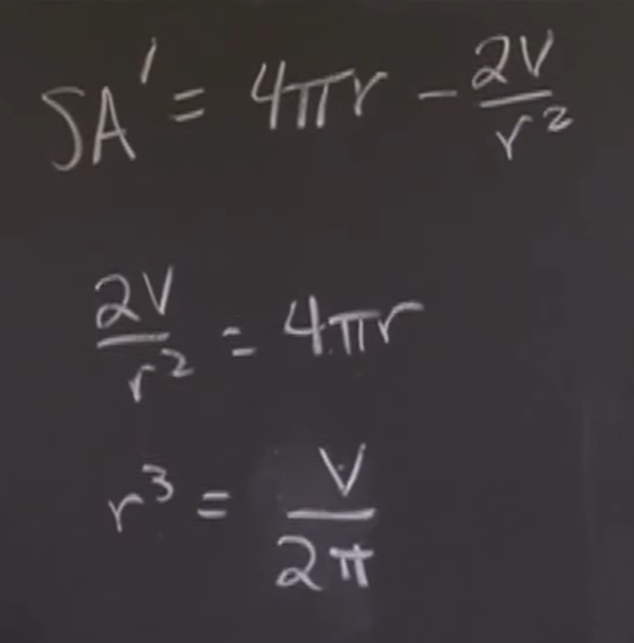 SA' = 4πr - 2V/r²
2V/r² = 4πr
r³ = V/2π